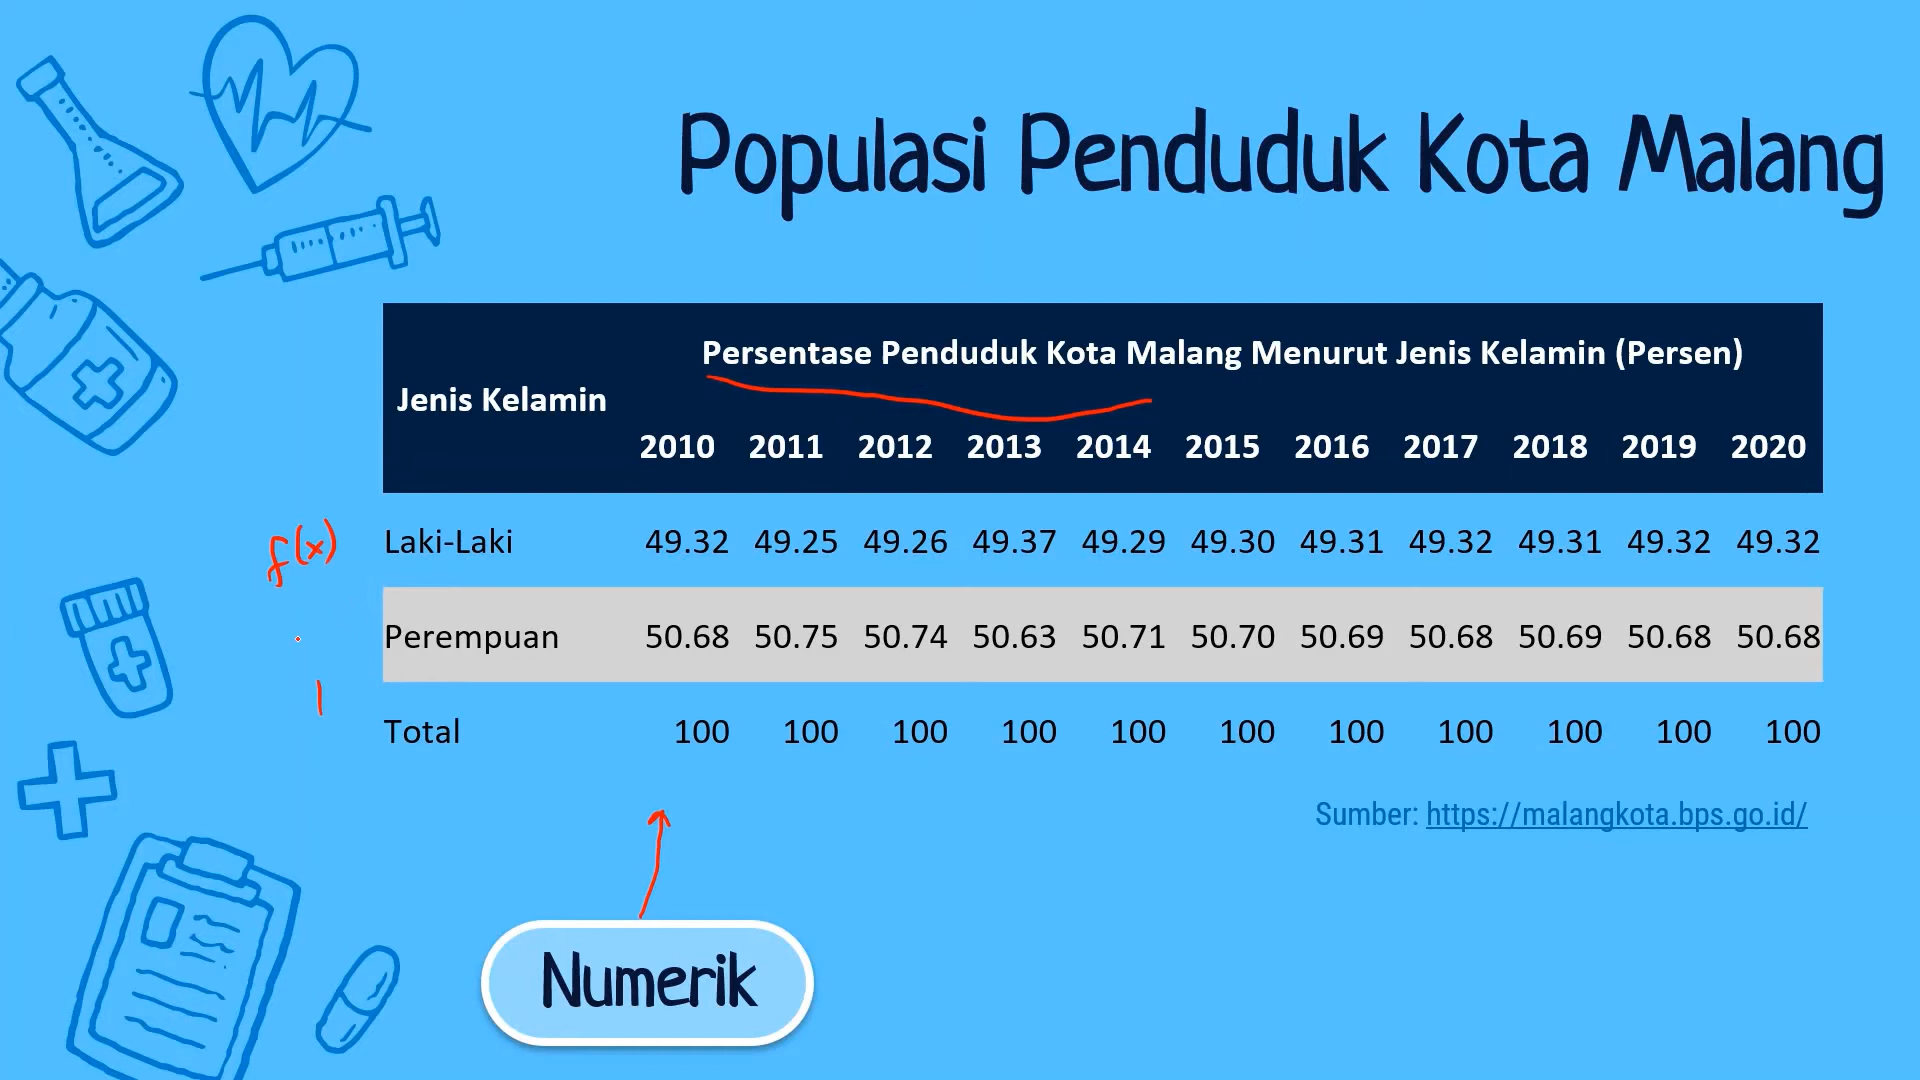 Populasi Penduduk Kota Malang
Persentase Penduduk Kota Malang Menurut Jenis Kelamin (Persen)
Jenis Kelamin
2010 2011 2012 2013 2014 2015 2016 2017 2018 2019 2020
f(x) Laki-Laki 49.32 49.25 49.26 49.37 49.29 49.30 49.31 49.32 49.31 49.32 49.32
Perempuan 50.68 50.75 50.74 50.63 50.71 50.70 50.69 50.68 50.69 50.68 50.68
Total 100 100 100 100 100 100 100 100 100 100 100
Sumber: https://malangkota.bps.go.id/
Numerik